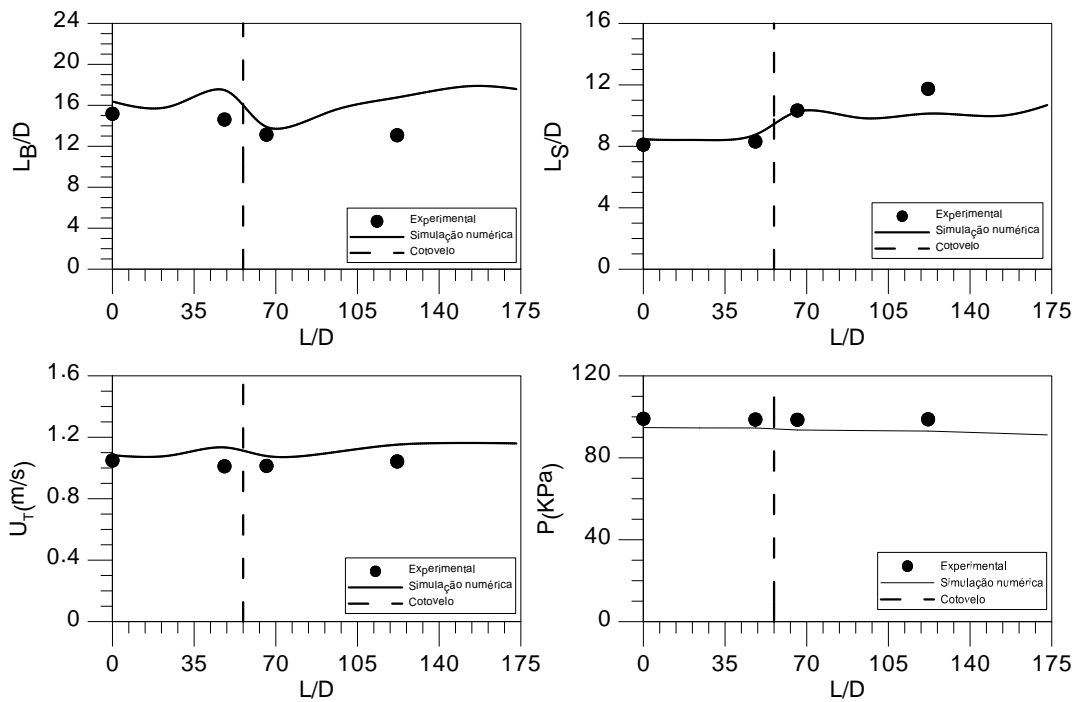 24
20
16
12
8
4
0
LB/D
Experimental
Simulação numérica
Cotovelo
0 35 70 105 140 175
L/D
16
12
8
4
0
LS/D
Experimental
Simulação numérica
Cotovelo
0 35 70 105 140 175
L/D
1.6
1.2
0.8
0.4
0
UT(m/s)
Experimental
Simulação numérica
Cotovelo
0 35 70 105 140 175
L/D
120
80
40
0
P(KPa)
Experimental
Simulação numérica
Cotovelo
0 35 70 105 140 175
L/D